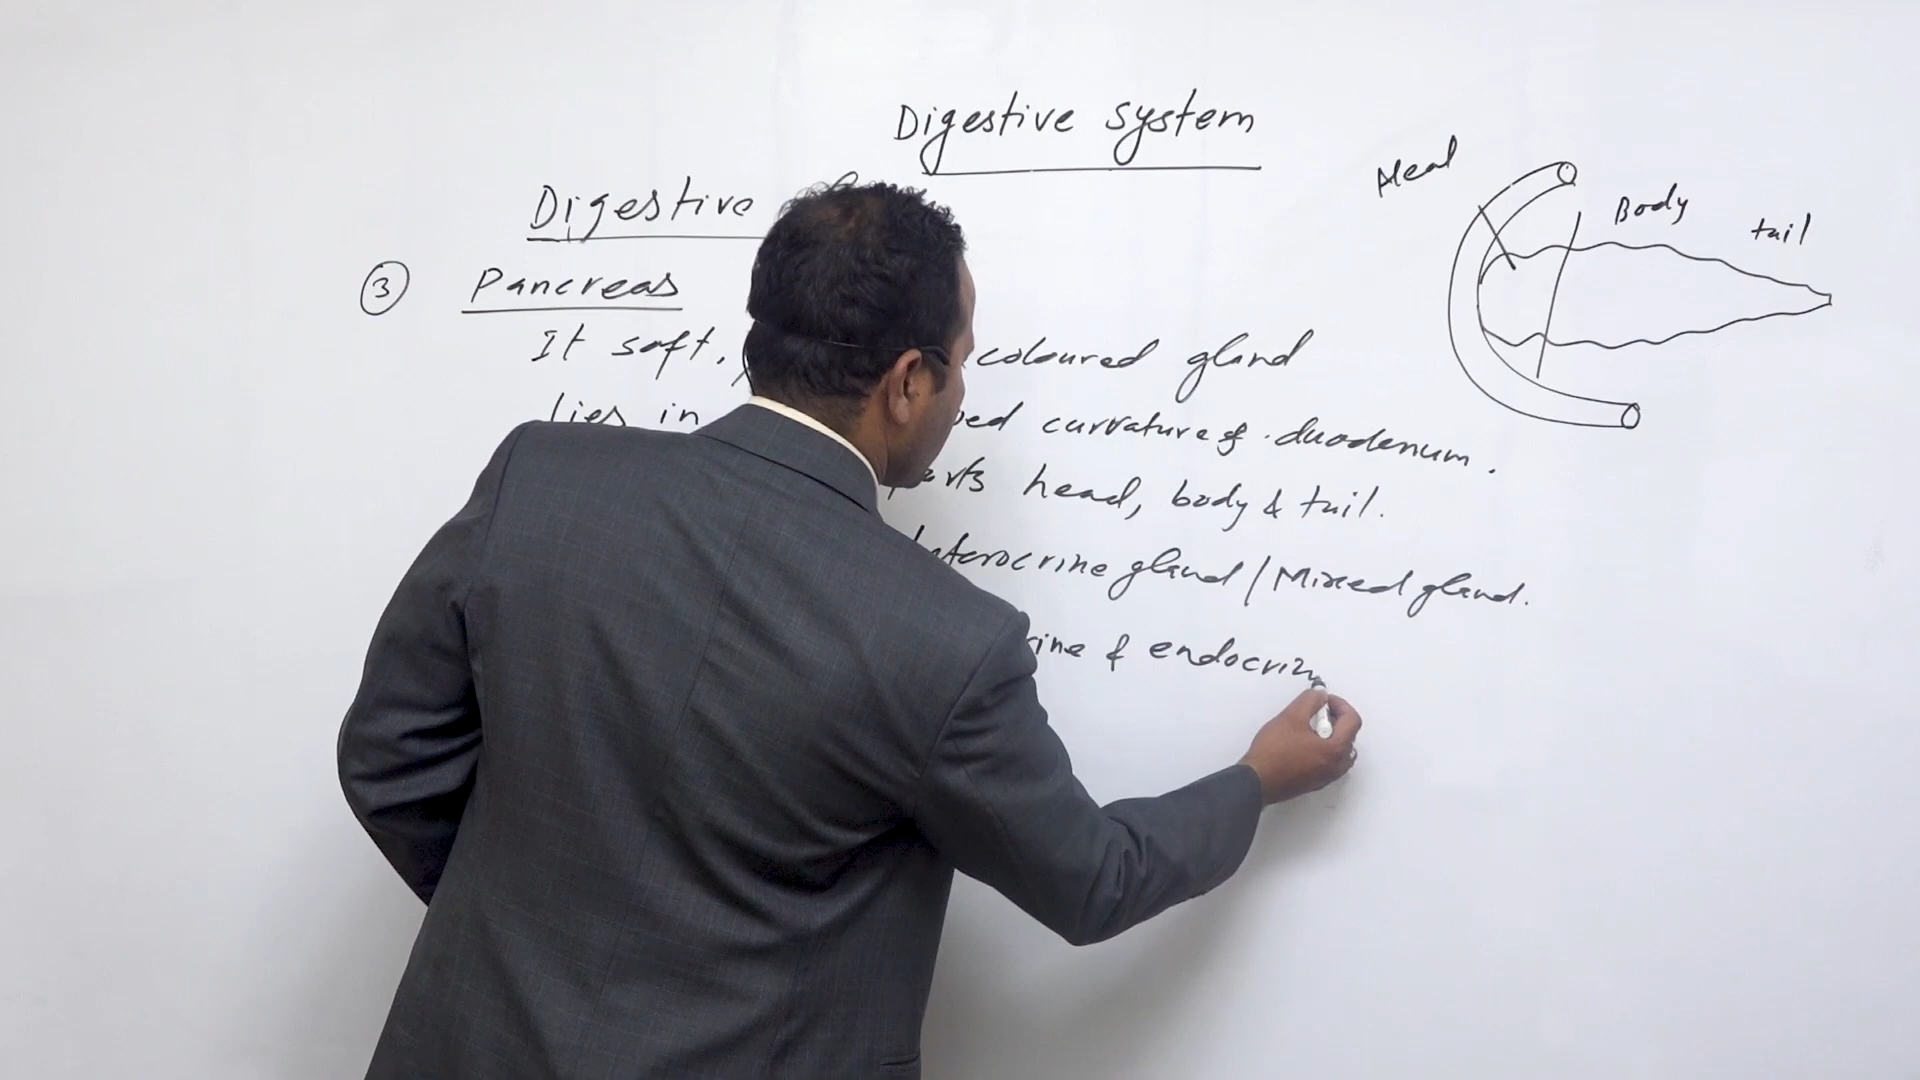 Digestive system
Head
Body
tail
Digestive
3 Pancreas
It soft, coloured gland
Lies in curvature of duodenum.
parts head, body & tail.
heterocrine gland / Mixed gland.
& endocrin